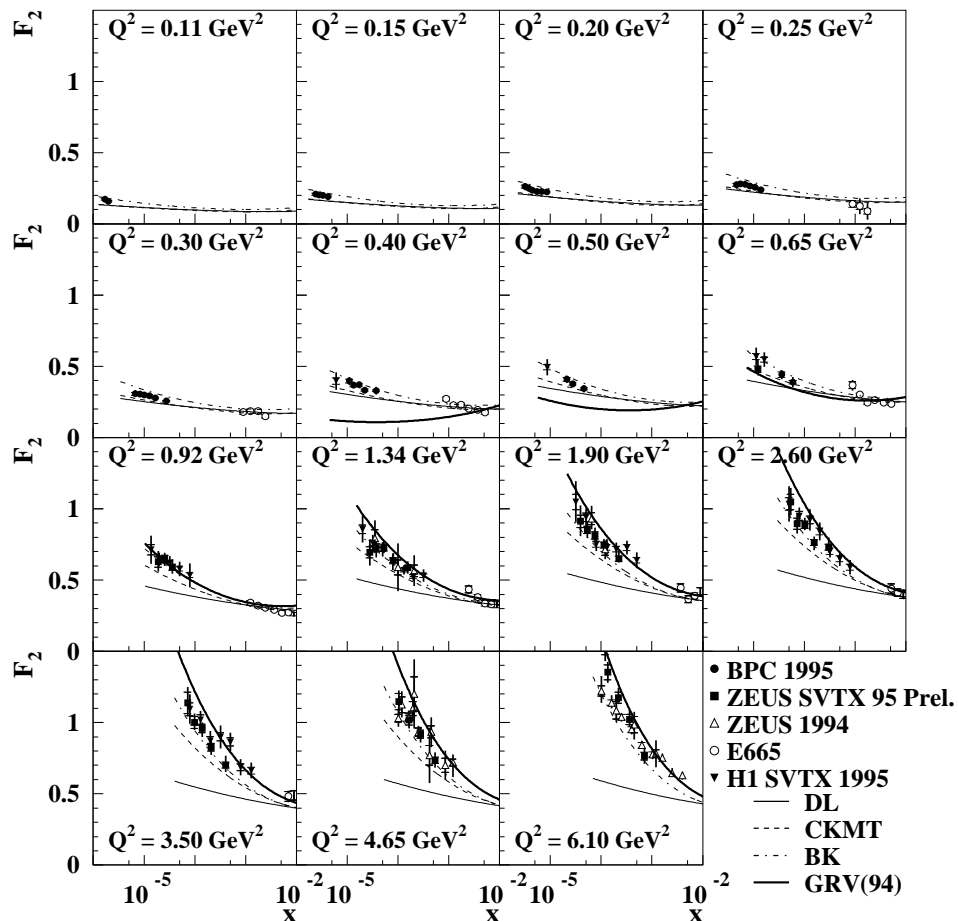 F₂ Q² = 0.11 GeV² Q² = 0.15 GeV² Q² = 0.20 GeV² Q² = 0.25 GeV²
1
0.5
0
F₂ Q² = 0.30 GeV² Q² = 0.40 GeV² Q² = 0.50 GeV² Q² = 0.65 GeV²
1
0.5
0
F₂ Q² = 0.92 GeV² Q² = 1.34 GeV² Q² = 1.90 GeV² Q² = 2.60 GeV²
1
0.5
0
F₂
1
0.5
0
Q² = 3.50 GeV² Q² = 4.65 GeV² Q² = 6.10 GeV²
10⁻⁵ 10⁻² 10⁻⁵ 10⁻² 10⁻⁵ 10⁻²
x x x
BPC 1995
ZEUS SVTX 95 Prel.
ZEUS 1994
E665
H1 SVTX 1995
DL
CKMT
BK
GRV(94)